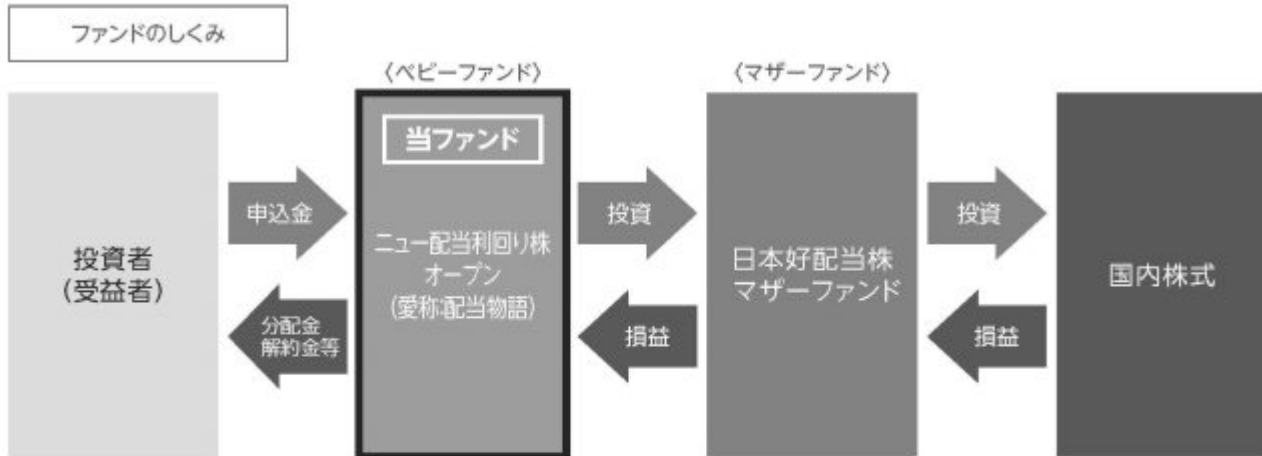 ファンドのしくみ
〈ベビーファンド〉
〈マザーファンド〉
投資者
(受益者)
申込金
分配金
解約金等
当ファンド
ニュー配当利回り株
オープン
(愛称:配当物語)
投資
損益
日本好配当株
マザーファンド
投資
損益
国内株式